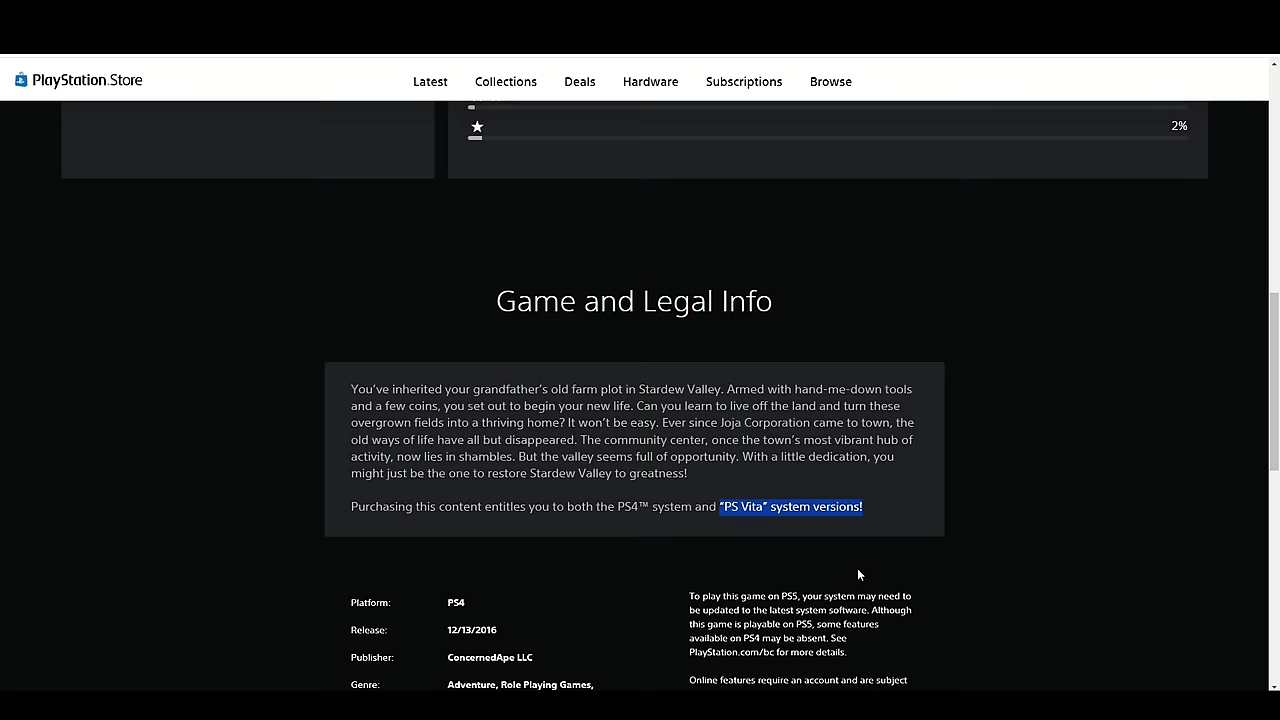 PlayStation.Store
Latest Collections Deals Hardware Subscriptions Browse
2%
Game and Legal Info
You've inherited your grandfather's old farm plot in Stardew Valley. Armed with hand-me-down tools
and a few coins, you set out to begin your new life. Can you learn to live off the land and turn these
overgrown fields into a thriving home? It won't be easy. Ever since Joja Corporation came to town, the
old ways of life have all but disappeared. The community center, once the town's most vibrant hub of
activity, now lies in shambles. But the valley seems full of opportunity. With a little dedication, you
might just be the one to restore Stardew Valley to greatness!
Purchasing this content entitles you to both the PS4™ system and “PS Vita” system versions!
Platform: PS4
Release: 12/13/2016
Publisher: ConcernedApe LLC
Genre: Adventure, Role Playing Games,
To play this game on PS5, your system may need to
be updated to the latest system software. Although
this game is playable on PS5, some features
available on PS4 may be absent. See
PlayStation.com/bc for more details.
Online features require an account and are subject